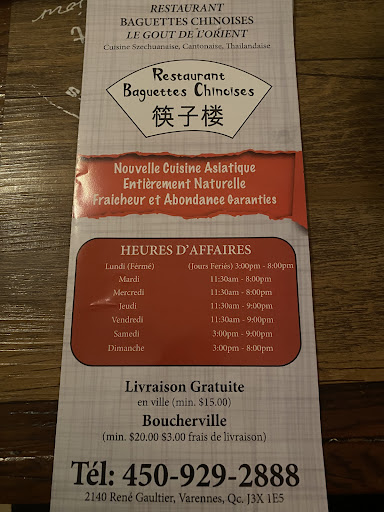 RESTAURANT
BAGUETTES CHINOISES
LE GOUT DE L'ORIENT
Cuisine Szechuanaise, Cantonaise, Thailandaise
Restaurant
Baguettes Chinoises
筷子楼
Nouvelle Cuisine Asiatique
Entièrement Naturelle
Fraicheur et Abondance Garanties
HEURES D'AFFAIRES
Lundi (Férmé) (Jours Feriés) 3:00pm - 8:00pm
Mardi 11:30am - 8:00pm
Mercredi 11:30am - 8:00pm
Jeudi 11:30am - 9:00pm
Vendredi 11:30am - 9:00pm
Samedi 3:00pm - 9:00pm
Dimanche 3:00pm - 8:00pm
Livraison Gratuite
en ville (min. $15.00)
Boucherville
(min. $20.00 $3.00 frais de livraison)
Tél: 450-929-2888
2140 René Gaultier, Varennes, Qc. J3X 1E5